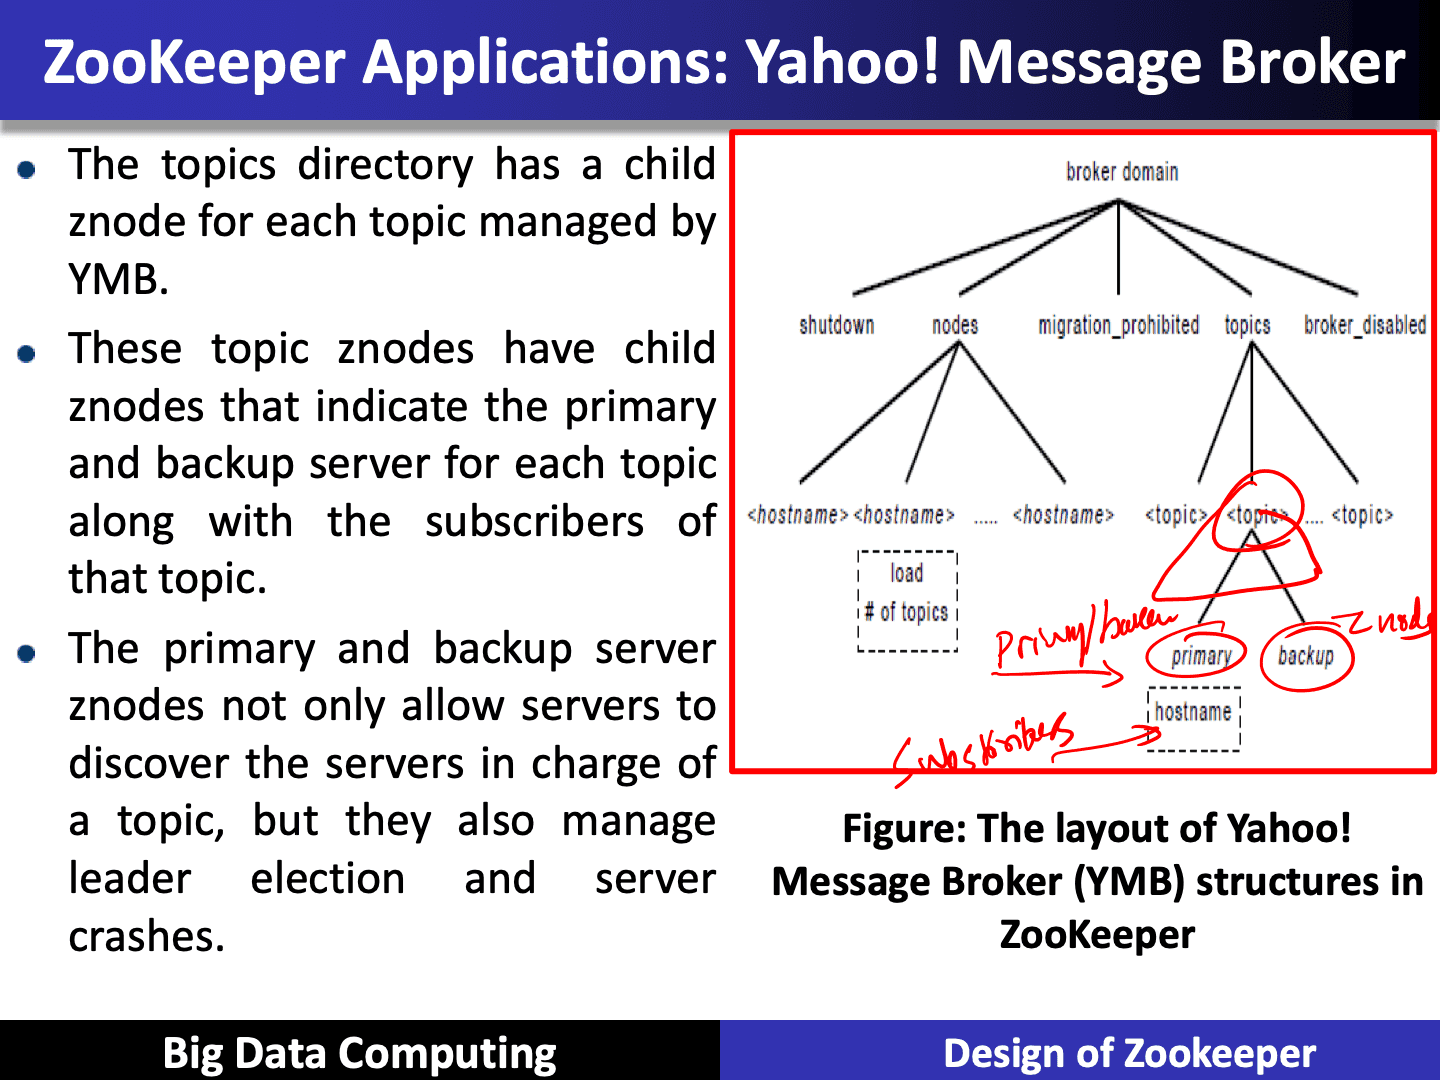 ZooKeeper Applications: Yahoo! Message Broker
• The topics directory has a child
znode for each topic managed by
YMB.
• These topic znodes have child
znodes that indicate the primary
and backup server for each topic
along with the subscribers of
that topic.
• The primary and backup server
znodes not only allow servers to
discover the servers in charge of
a topic, but they also manage
leader election and server
crashes.
broker domain
shutdown nodes migration_prohibited topics broker_disabled
<hostname> <hostname> ..... <hostname> <topic> <topic> .... <topic>
load
# of topics
Znode
primary backup
hostname
Subscribers
Figure: The layout of Yahoo!
Message Broker (YMB) structures in
ZooKeeper
Big Data Computing
Design of Zookeeper